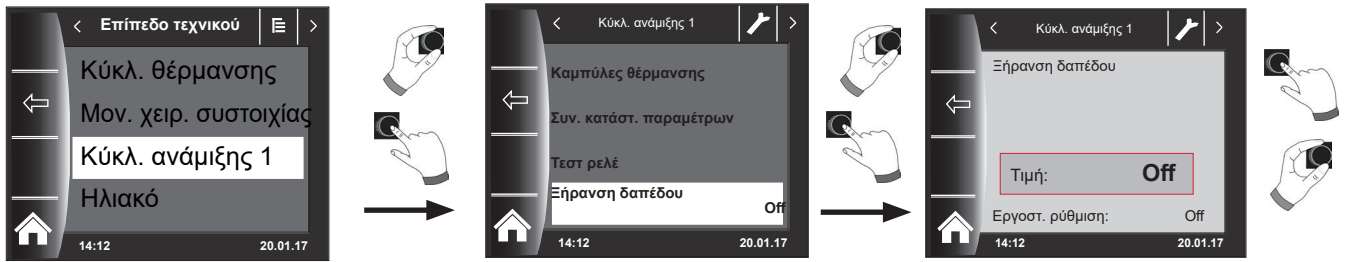 Επίπεδο τεχνικού
Κύκλ. θέρμανσης
Μον. χειρ. συστοιχίας
Κύκλ. ανάμιξης 1
Ηλιακό
14:12 20.01.17
Κύκλ. ανάμιξης 1
Καμπύλες θέρμανσης
Συν. κατάστ. παραμέτρων
Τεστ ρελέ
Ξήρανση δαπέδου
Off
14:12 20.01.17
Κύκλ. ανάμιξης 1
Ξήρανση δαπέδου
Τιμή: Off
Εργοστ. ρύθμιση: Off
14:12 20.01.17